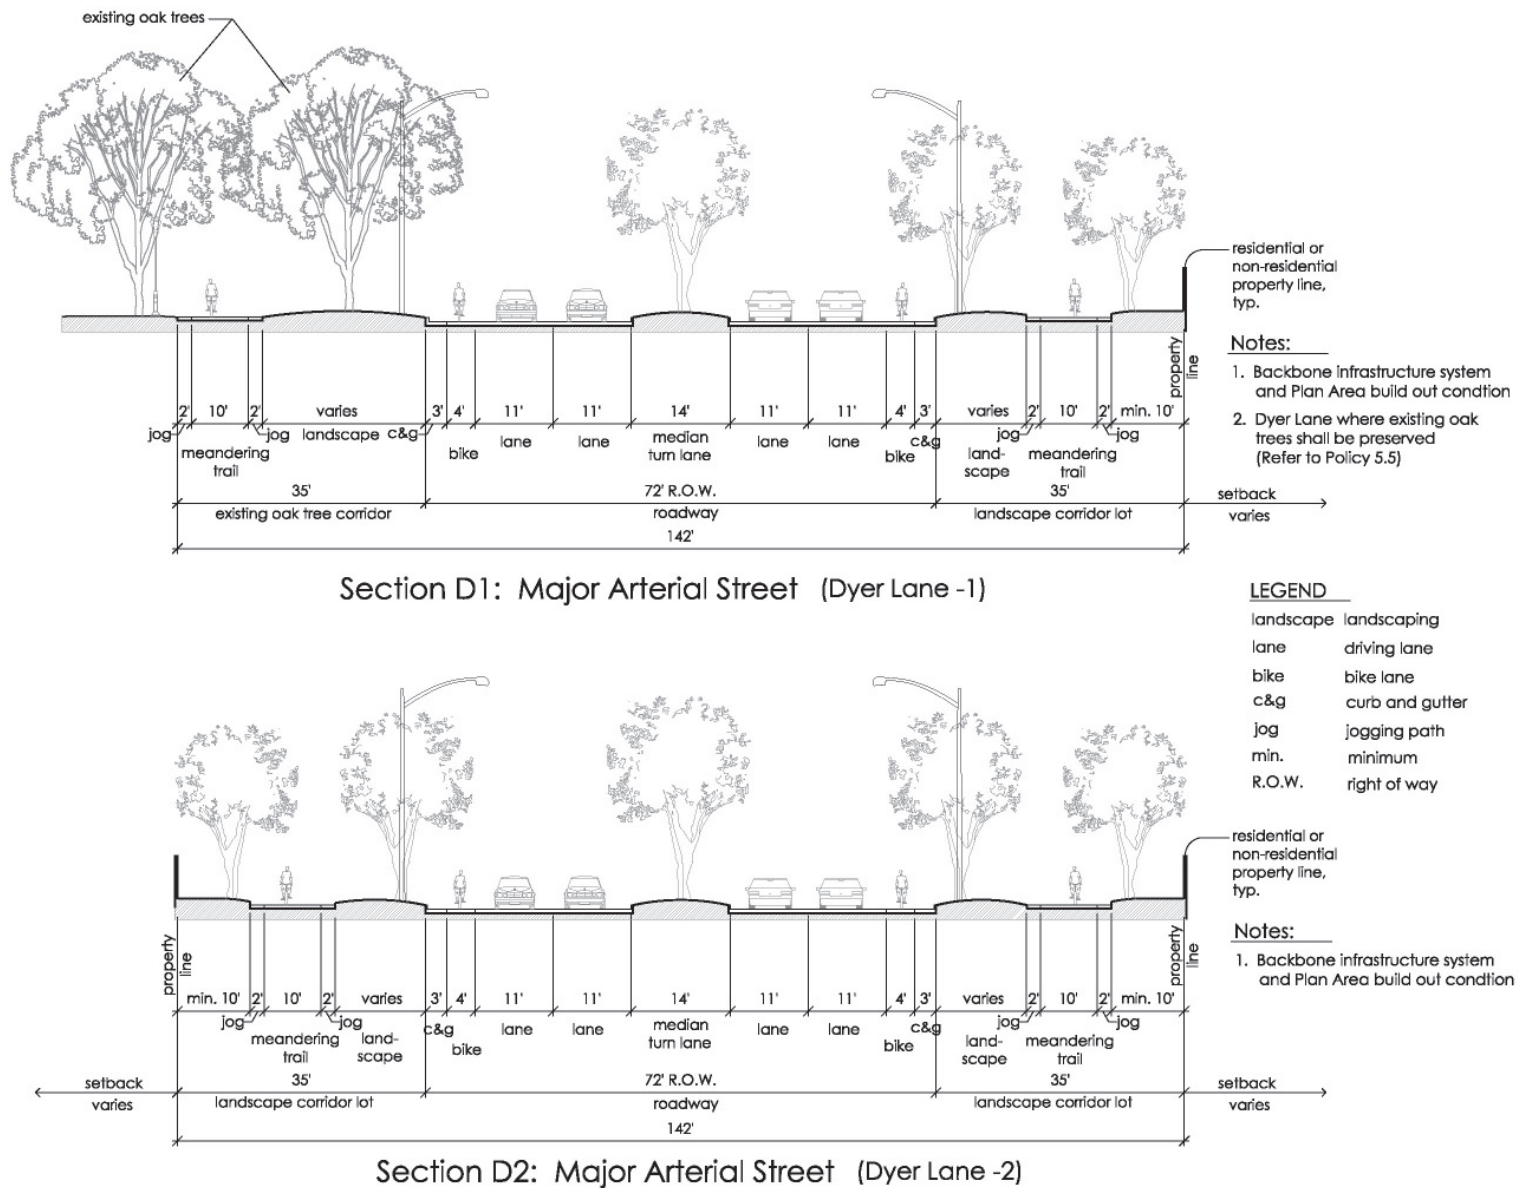 existing oak trees
residential or
non-residential
property line,
typ.
Notes:
1. Backbone infrastructure system
and Plan Area build out condtion
2. Dyer Lane where existing oak
trees shall be preserved
(Refer to Policy 5.5)
property
line
2' 10' 2' varies 3' 4' 11' 11' 14' 11' 11' 4' 3' varies 2' 10' 2' min. 10'
jog jog landscape c&g lane lane median lane lane c&g jog jog
meandering bike turn lane bike land- meandering
trail scape trail
35' 72' R.O.W. 35' setback
existing oak tree corridor roadway landscape corridor lot varies
142'
Section D1: Major Arterial Street (Dyer Lane -1)
LEGEND
landscape landscaping
lane driving lane
bike bike lane
c&g curb and gutter
jog jogging path
min. minimum
R.O.W. right of way
residential or
non-residential
property line,
typ.
Notes:
1. Backbone infrastructure system
and Plan Area build out condtion
property
line
property
line
min. 10' 2' 10' 2' varies 3' 4' 11' 11' 14' 11' 11' 4' 3' varies 2' 10' 2' min. 10'
jog jog c&g lane lane median lane lane c&g jog jog
meandering land- bike turn lane bike land- meandering
trail scape scape trail
setback 35' 72' R.O.W. 35' setback
varies landscape corridor lot roadway landscape corridor lot varies
142'
Section D2: Major Arterial Street (Dyer Lane -2)